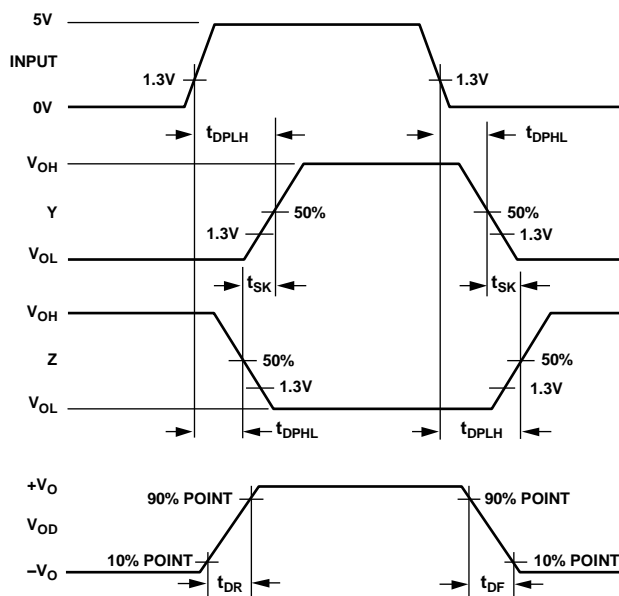 5V
INPUT
1.3V 1.3V
0V
tDPLH tDPHL
VOH
Y 50% 50%
1.3V 1.3V
VOL
tSK tSK
VOH
Z 50% 50%
1.3V 1.3V
VOL
tDPHL tDPLH
+VO
90% POINT 90% POINT
VOD
10% POINT 10% POINT
–VO
tDR tDF